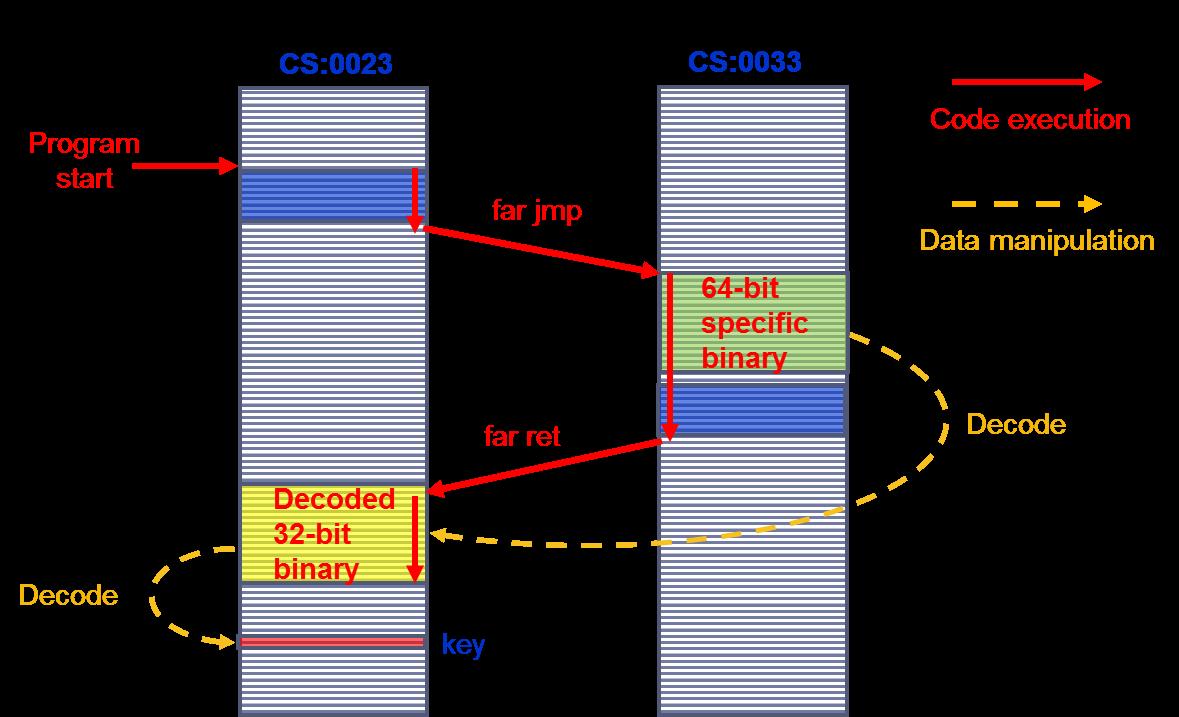 CS:0023
CS:0033
Code execution
Program
start
far jmp
Data manipulation
64-bit
specific
binary
Decode
far ret
Decoded
32-bit
binary
Decode
key